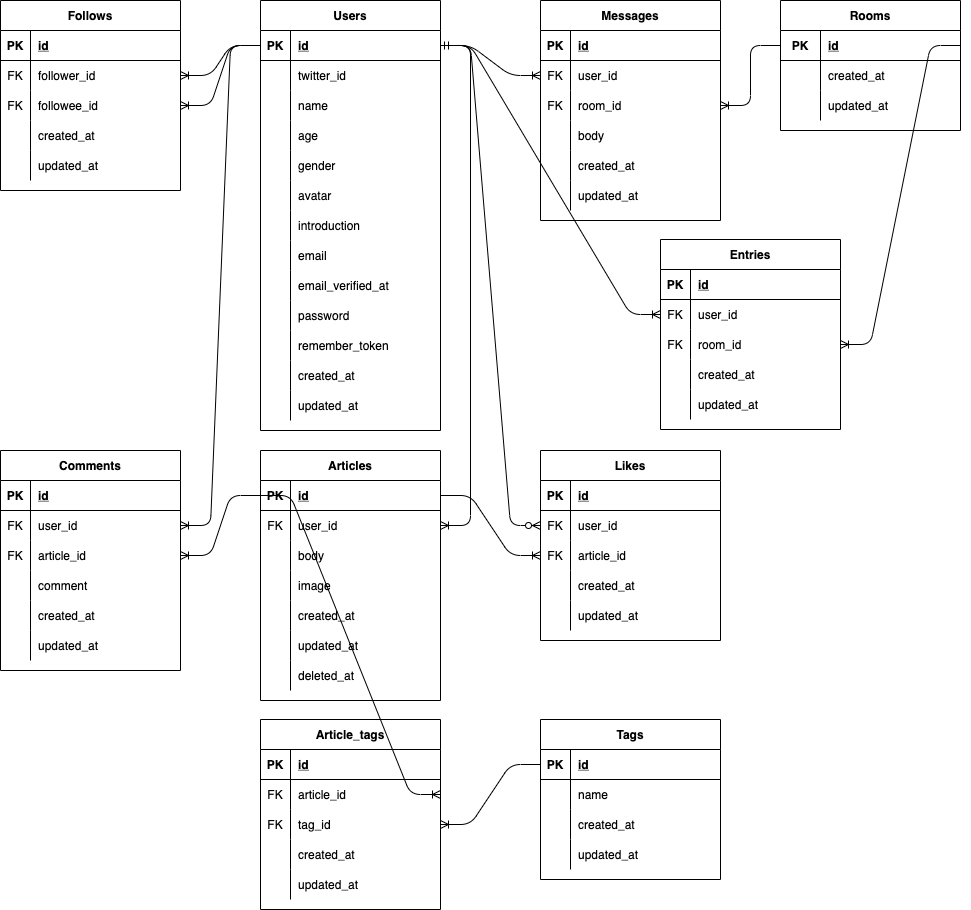 Follows
PK id
FK follower_id
FK followee_id
created_at
updated_at
Users
PK id
twitter_id
name
age
gender
avatar
introduction
email
email_verified_at
password
remember_token
created_at
updated_at
Messages
PK id
FK user_id
FK room_id
body
created_at
updated_at
Rooms
PK id
created_at
updated_at
Entries
PK id
FK user_id
FK room_id
created_at
updated_at
Comments
PK id
FK user_id
FK article_id
comment
created_at
updated_at
Articles
PK id
FK user_id
body
image
created_at
updated_at
deleted_at
Likes
PK id
FK user_id
FK article_id
created_at
updated_at
Article_tags
PK id
FK article_id
FK tag_id
created_at
updated_at
Tags
PK id
name
created_at
updated_at